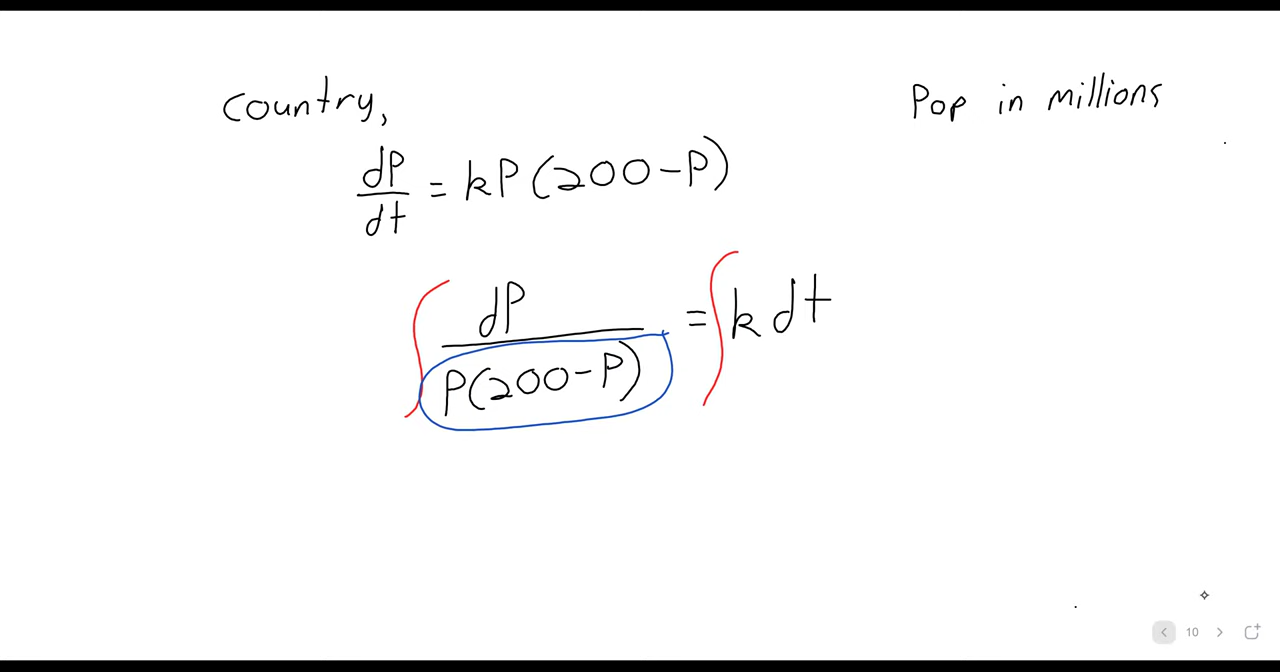 Country,
Pop in millions
dP/dt = kP(200-P)
∫ dP/P(200-P) = ∫ k dt
10